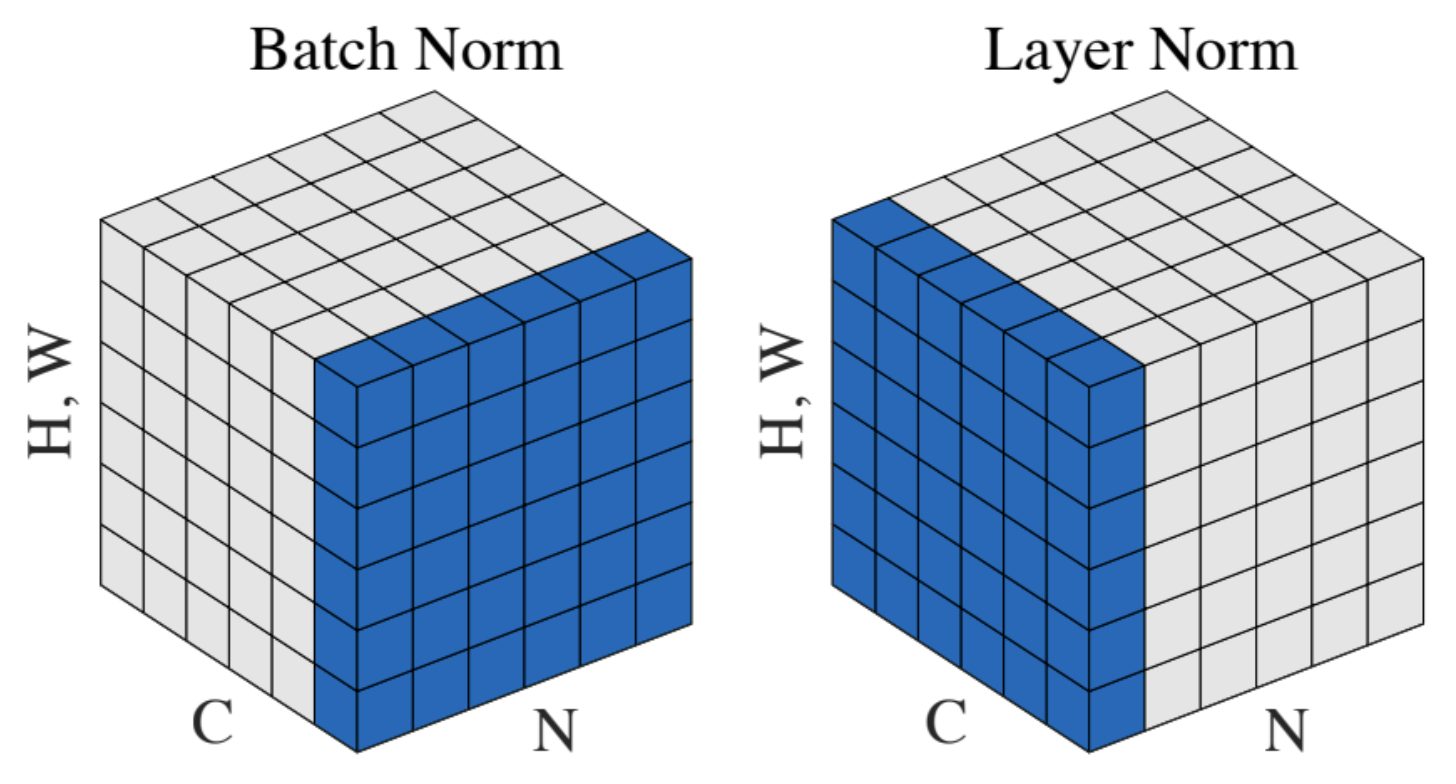 Batch Norm
H, W
C
N
Layer Norm
H, W
C
N